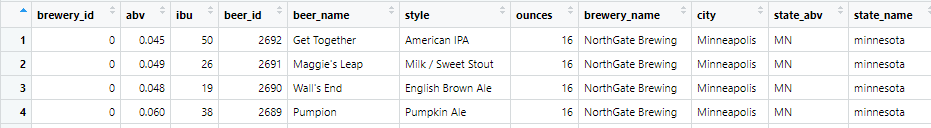 brewery_id abv ibu beer_id beer_name style ounces brewery_name city state_abv state_name
1 0 0.045 50 2692 Get Together American IPA 16 NorthGate Brewing Minneapolis MN minnesota
2 0 0.049 26 2691 Maggie's Leap Milk / Sweet Stout 16 NorthGate Brewing Minneapolis MN minnesota
3 0 0.048 19 2690 Wall's End English Brown Ale 16 NorthGate Brewing Minneapolis MN minnesota
4 0 0.060 38 2689 Pumpion Pumpkin Ale 16 NorthGate Brewing Minneapolis MN minnesota